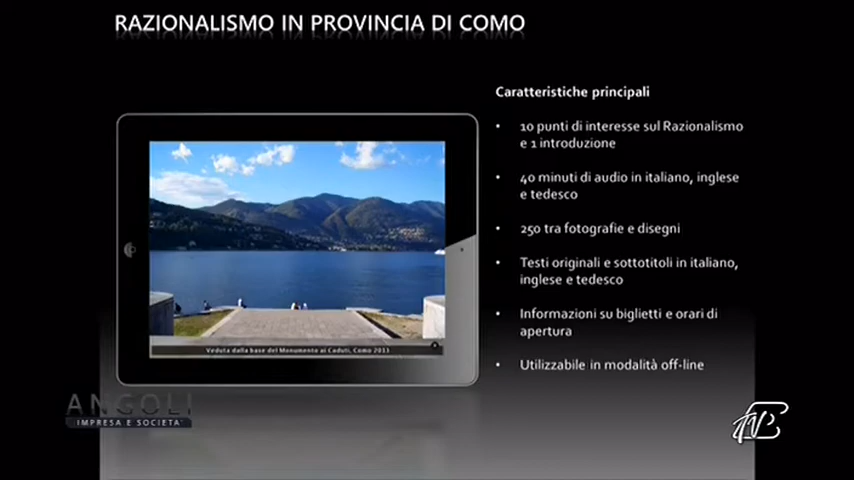 RAZIONALISMO IN PROVINCIA DI COMO
Caratteristiche principali
• 10 punti di interesse sul Razionalismo
e 1 introduzione
• 40 minuti di audio in italiano, inglese
e tedesco
• 250 tra fotografie e disegni
• Testi originali e sottotitoli in italiano,
inglese e tedesco
• Informazioni su biglietti e orari di
apertura
• Utilizzabile in modalità off-line
Veduta dalla base del Monumento ai Caduti, Como 2013
ANGOLI
IMPRESA E SOCIETA'